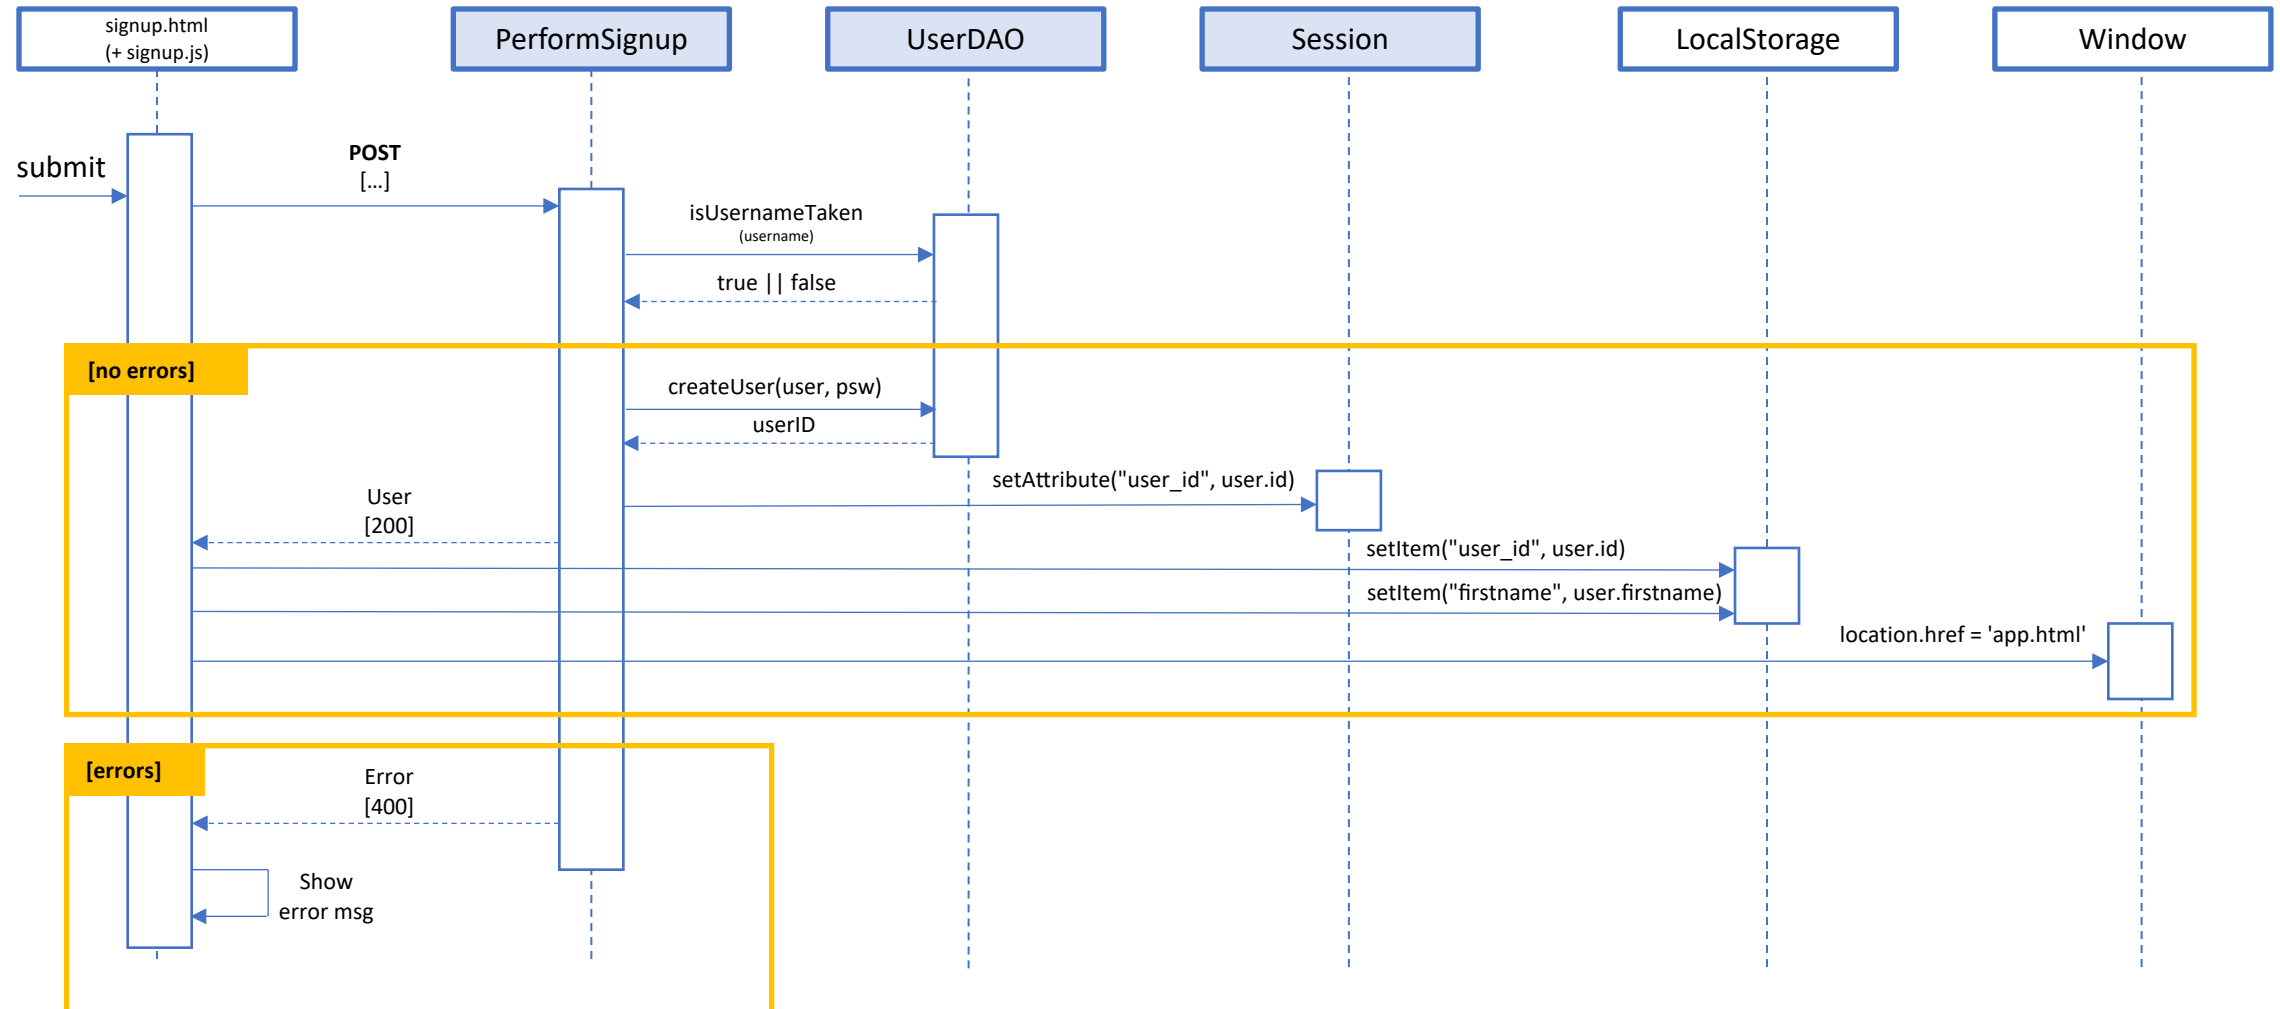 signup.html
(+ signup.js)
PerformSignup
UserDAO
Session
LocalStorage
Window
submit
POST
[...]
isUsernameTaken
(username)
true || false
[no errors]
createUser(user, psw)
userID
setAttribute("user_id", user.id)
User
[200]
setItem("user_id", user.id)
setItem("firstname", user.firstname)
location.href = 'app.html'
[errors]
Error
[400]
Show
error msg